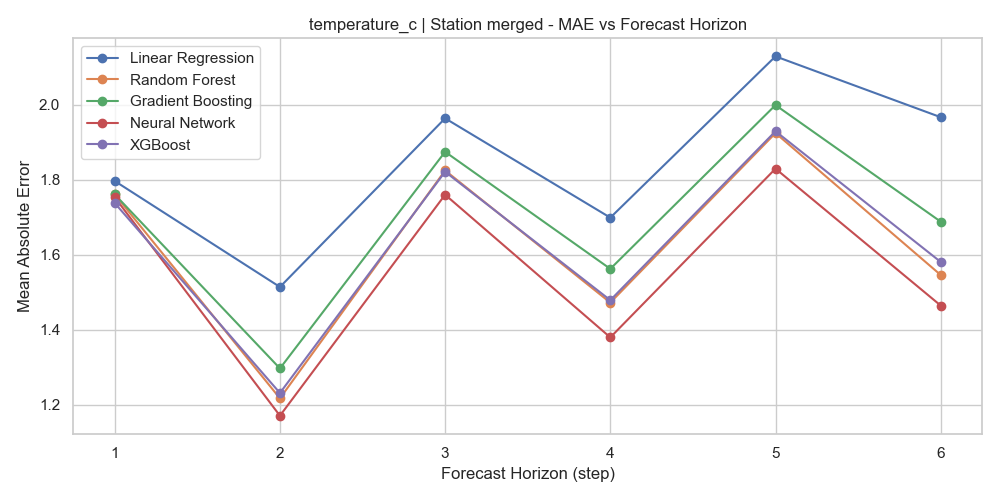 temperature_c | Station merged - MAE vs Forecast Horizon
Linear Regression
Random Forest
Gradient Boosting
Neural Network
XGBoost
Mean Absolute Error
2.0
1.8
1.6
1.4
1.2
1 2 3 4 5 6
Forecast Horizon (step)